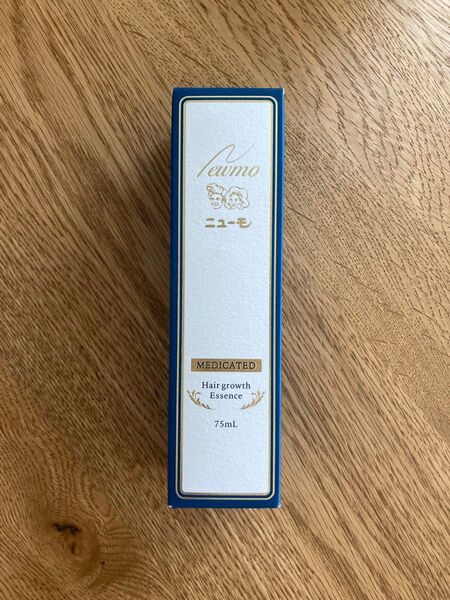 Newmo
ニューモ
MEDICATED
Hair growth
Essence
75mL